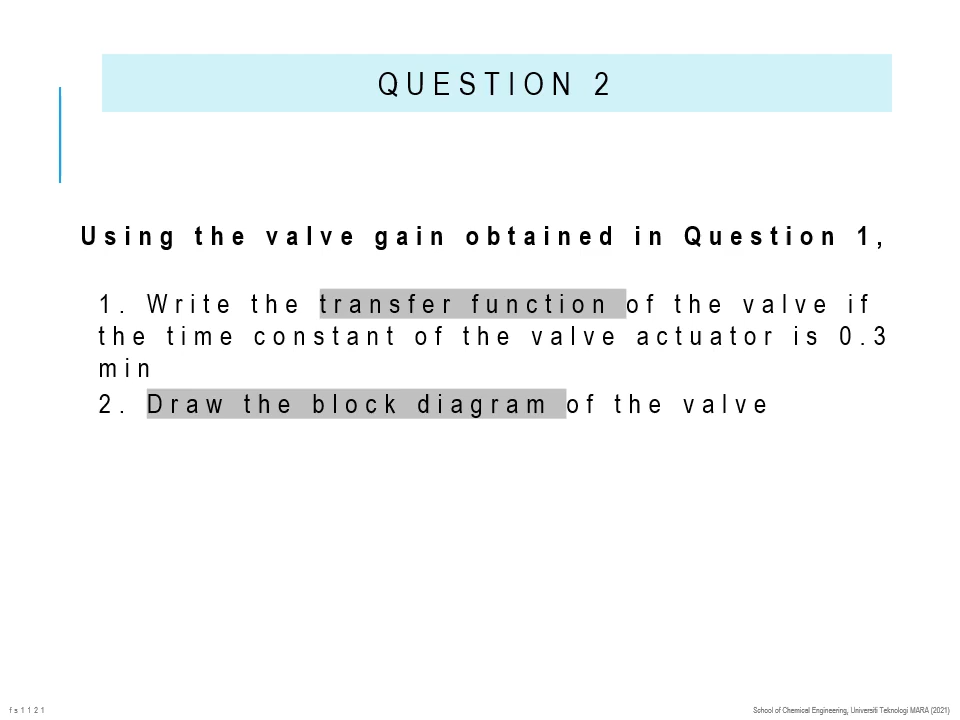 QUESTION 2
Using the valve gain obtained in Question 1,
1. Write the transfer function of the valve if
the time constant of the valve actuator is 0.3
min
2. Draw the block diagram of the valve
fs1121
School of Chemical Engineering, Universiti Teknologi MARA (2021)